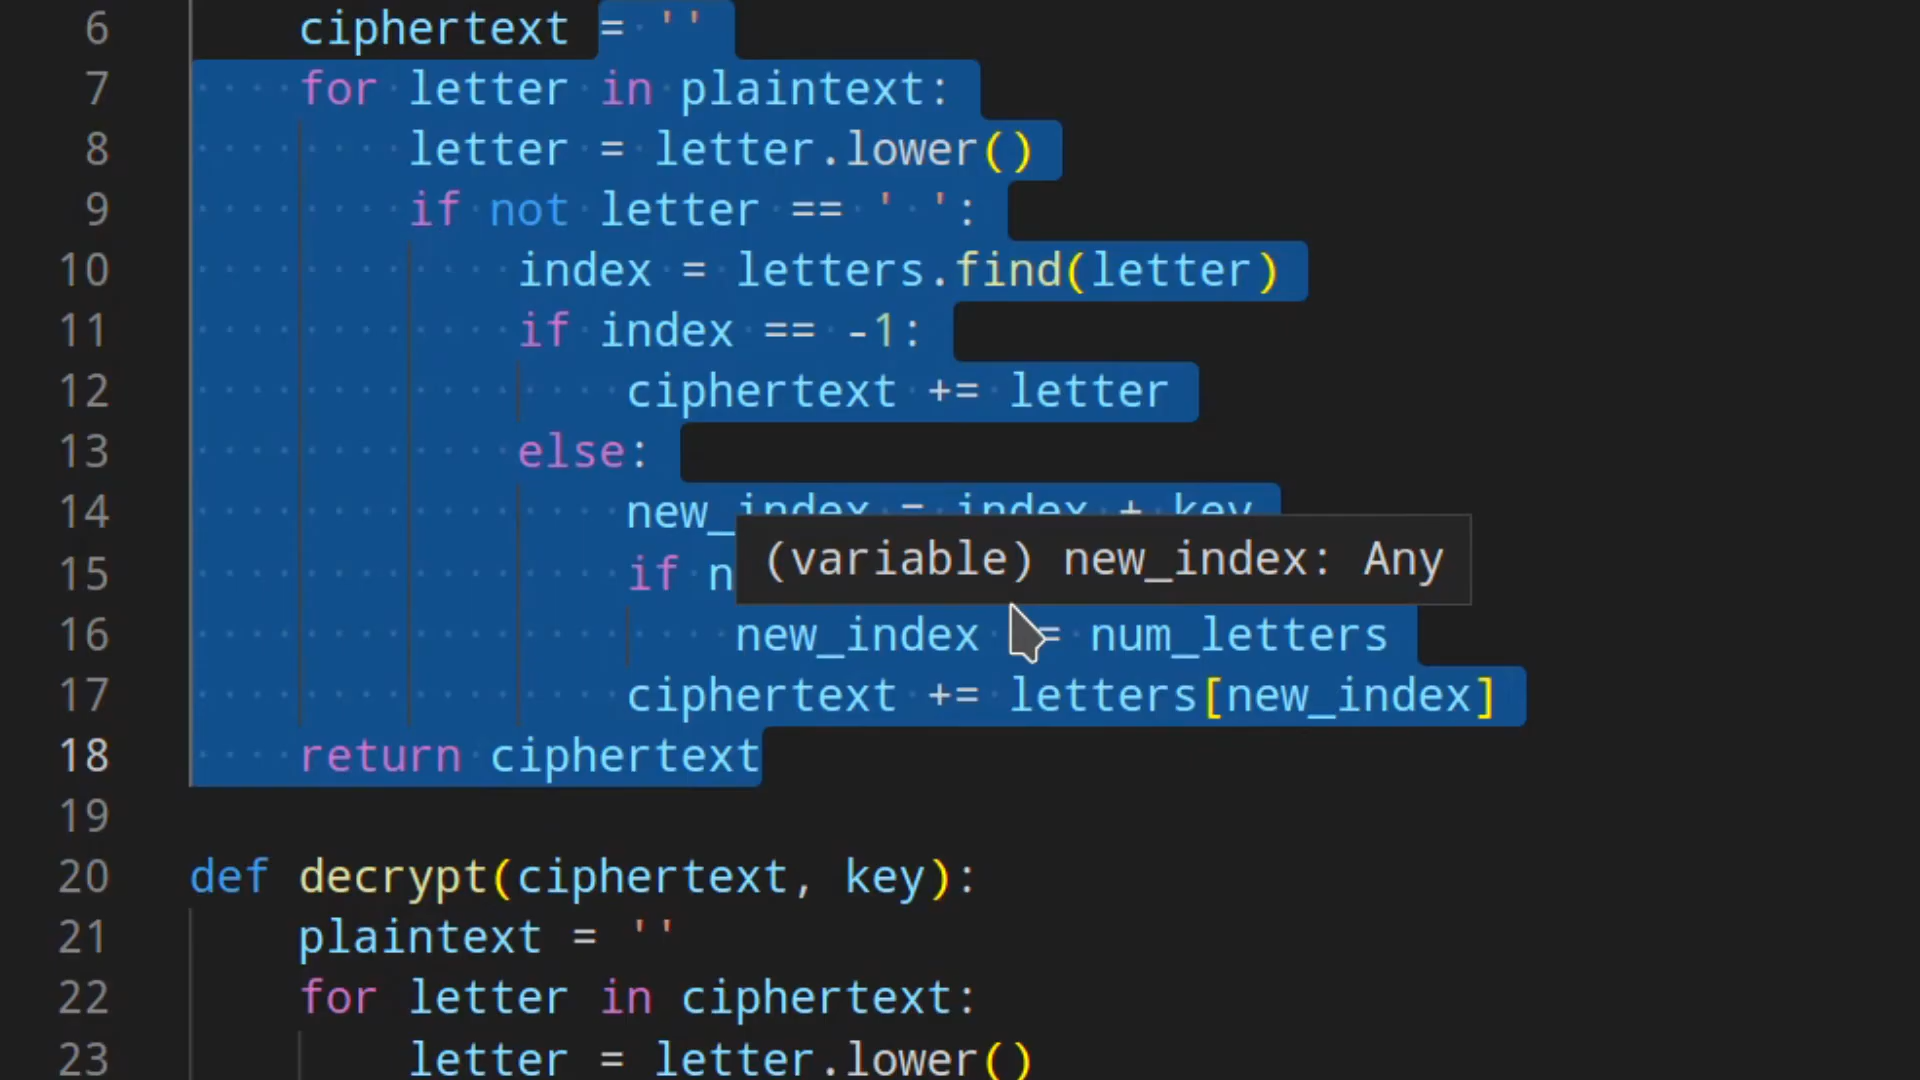 6 ciphertext = ''
7 for letter in plaintext:
8 letter = letter.lower()
9 if not letter == ' ':
10 index = letters.find(letter)
11 if index == -1:
12 ciphertext += letter
13 else:
14 new_index = index + key
15 if n
(variable) new_index: Any
16 new_index = num_letters
17 ciphertext += letters[new_index]
18 return ciphertext
19
20 def decrypt(ciphertext, key):
21 plaintext = ''
22 for letter in ciphertext:
23 letter = letter.lower()